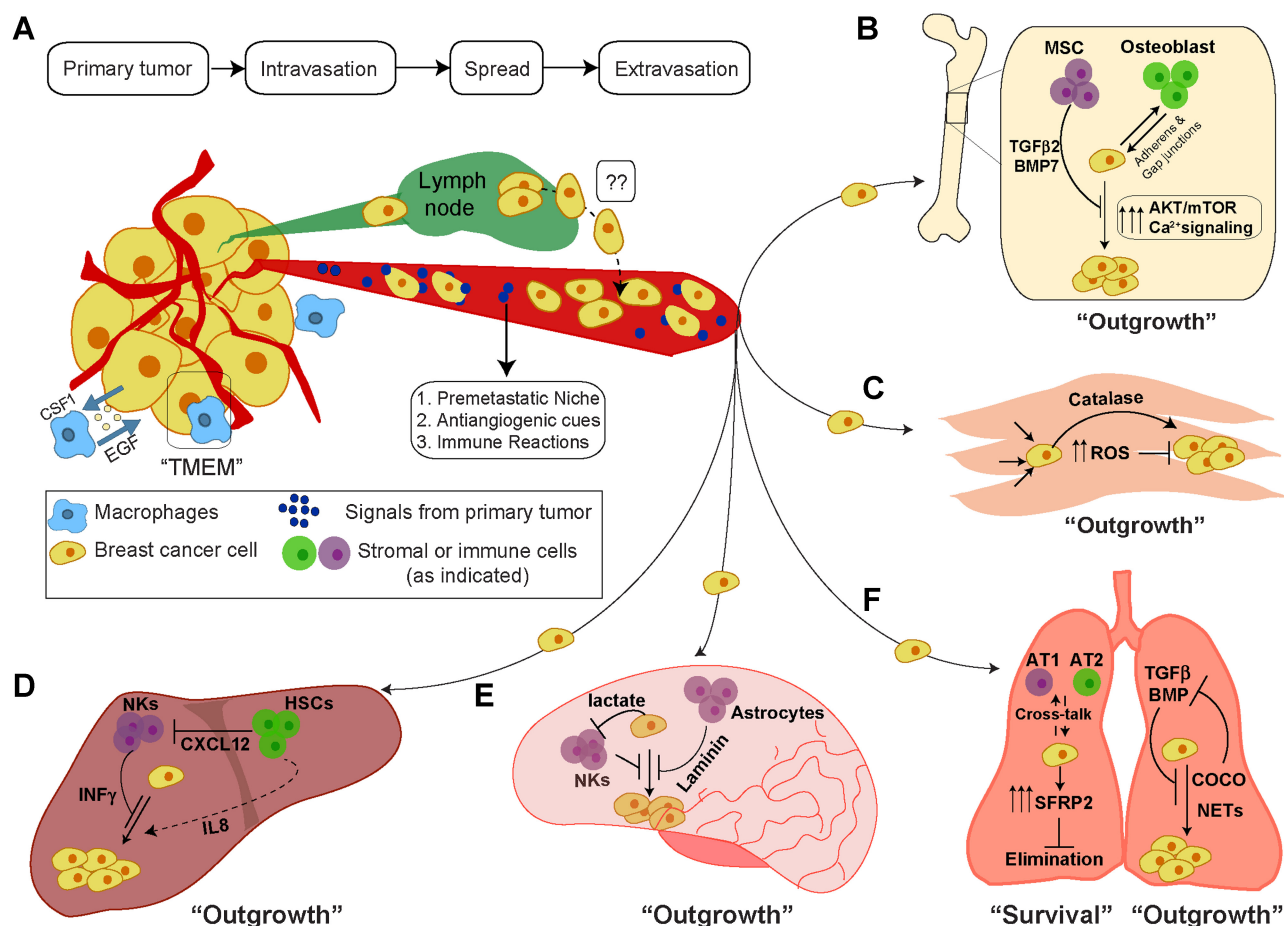 A
Primary tumor
Intravasation
Spread
Extravasation
Lymph
node
??
CSF1
EGF
“TMEM”
1. Premetastatic Niche
2. Antiangiogenic cues
3. Immune Reactions
Macrophages
Signals from primary tumor
Breast cancer cell
Stromal or immune cells
(as indicated)
B
MSC
Osteoblast
TGFβ2
BMP7
Adherens &
Gap junctions
↑↑↑ AKT/mTOR
Ca²⁺signaling
“Outgrowth”
C
Catalase
↑↑ROS
“Outgrowth”
D
NKs
HSCs
CXCL12
INFγ
IL8
“Outgrowth”
E
lactate
Astrocytes
NKs
Laminin
“Outgrowth”
F
AT1
AT2
Cross-talk
↑↑↑SFRP2
Elimination
“Survival”
TGFβ
BMP
COCO
NETs
“Outgrowth”